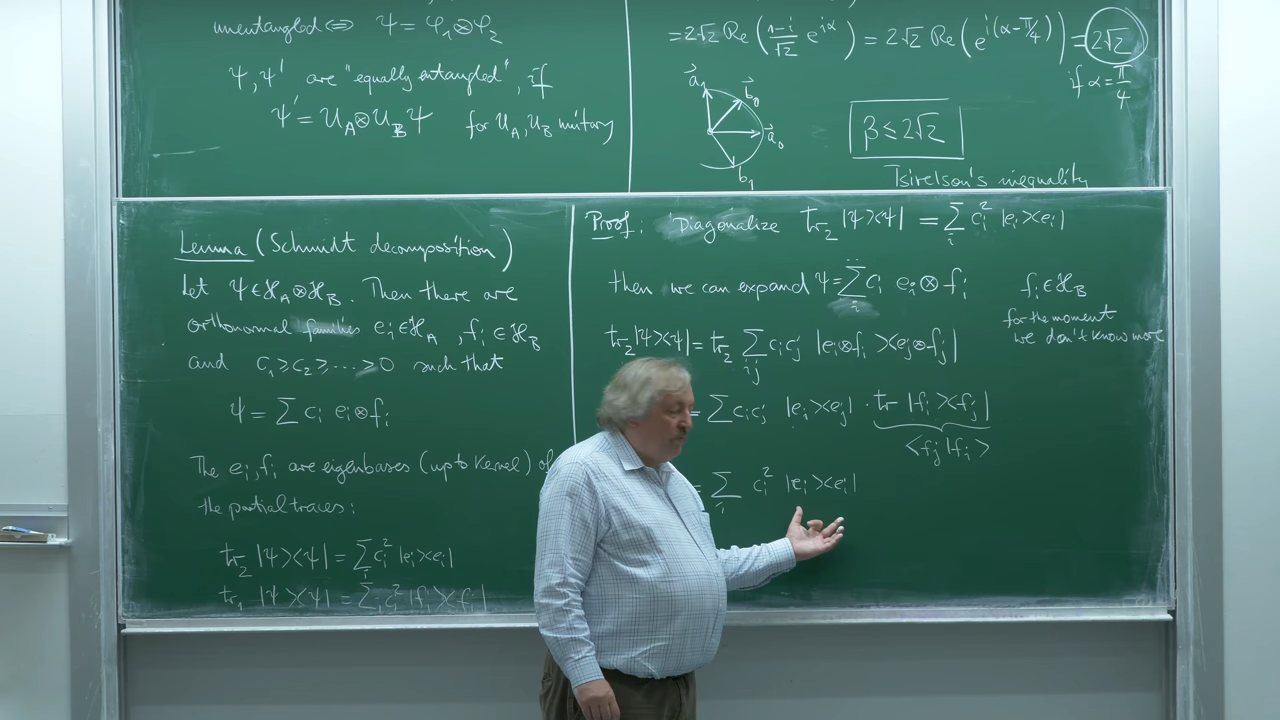 unentangled ⇔ Ψ = φ₁⊗φ₂
Ψ, Ψ' are "equally entangled", if
Ψ' = U_A⊗U_B Ψ for U_A, U_B unitary
= 2√2 Re((1-i)/√2 e^{iα}) = 2√2 Re(e^{i(α-π/4)}) = 2√2
if α = π/4
a⃗₁
b⃗₀
a⃗₀
b₁
β ≤ 2√2
Tsirelson's inequality
Lemma (Schmidt decomposition)
Let Ψ∈ℋ_A⊗ℋ_B. Then there are
orthonormal families e_i∈ℋ_A, f_i∈ℋ_B
and c₁≥c₂≥⋯≥0 such that
Ψ = Σ c_i e_i⊗f_i
The e_i, f_i are eigenbases (up to kernel) of
the partial traces:
tr₂ |Ψ><Ψ| = Σ_i c_i² |e_i><e_i|
tr₁ |Ψ><Ψ| = Σ_i c_i² |f_i><f_i|
Proof: Diagonalize tr₂ |Ψ><Ψ| = Σ_i c_i² |e_i><e_i|
then we can expand Ψ = Σ_i c_i e_i⊗f_i f_i∈ℋ_B
for the moment
we don't know more
tr₂|Ψ><Ψ| = tr₂ Σ_{ij} c_i c_j |e_i⊗f_i><e_j⊗f_j|
= Σ c_i c_j |e_i><e_j| · tr |f_i><f_j|
<f_j|f_i>
= Σ_i c_i² |e_i><e_i|